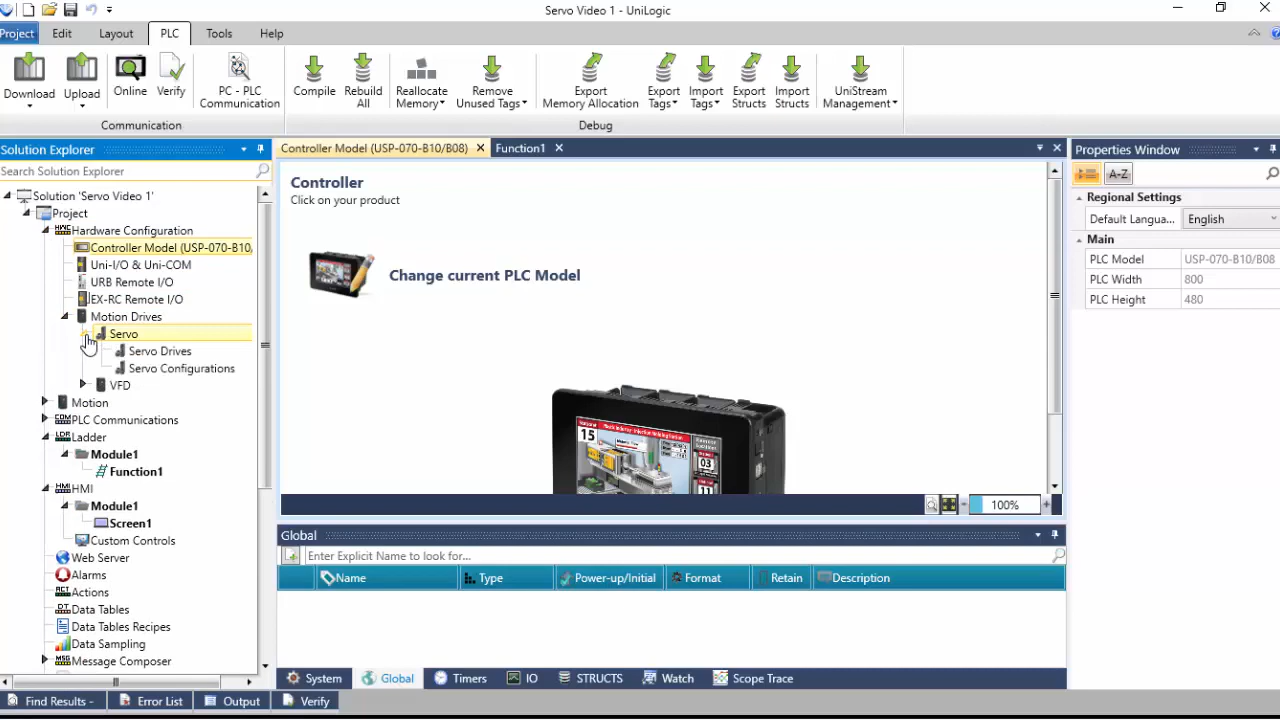 Servo Video 1 - UniLogic
Project Edit Layout PLC Tools Help
Download Upload Online Verify PC - PLC Communication Compile Rebuild All Reallocate Memory Remove Unused Tags Export Memory Allocation Export Tags Import Tags Export Structs Import Structs UniStream Management
Communication Debug
Solution Explorer
Search Solution Explorer
Solution 'Servo Video 1'
Project
HWC Hardware Configuration
Controller Model (USP-070-B10,
Uni-I/O & Uni-COM
URB Remote I/O
EX-RC Remote I/O
Motion Drives
Servo
Servo Drives
Servo Configurations
VFD
Motion
COM PLC Communications
LDR Ladder
Module1
Function1
HMI
Module1
Screen1
Custom Controls
Web Server
Alarms
ACT Actions
DT Data Tables
Data Tables Recipes
Data Sampling
MSG Message Composer
Controller Model (USP-070-B10/B08) Function1
Controller
Click on your product
Change current PLC Model
15
03
11
100%
Global
Enter Explicit Name to look for...
Name Type Power-up/Initial Format Retain Description
System Global Timers IO STRUCTS Watch Scope Trace
Properties Window
A-Z
Regional Settings
Default Langua... English
Main
PLC Model USP-070-B10/B08
PLC Width 800
PLC Height 480
Find Results - Error List Output Verify